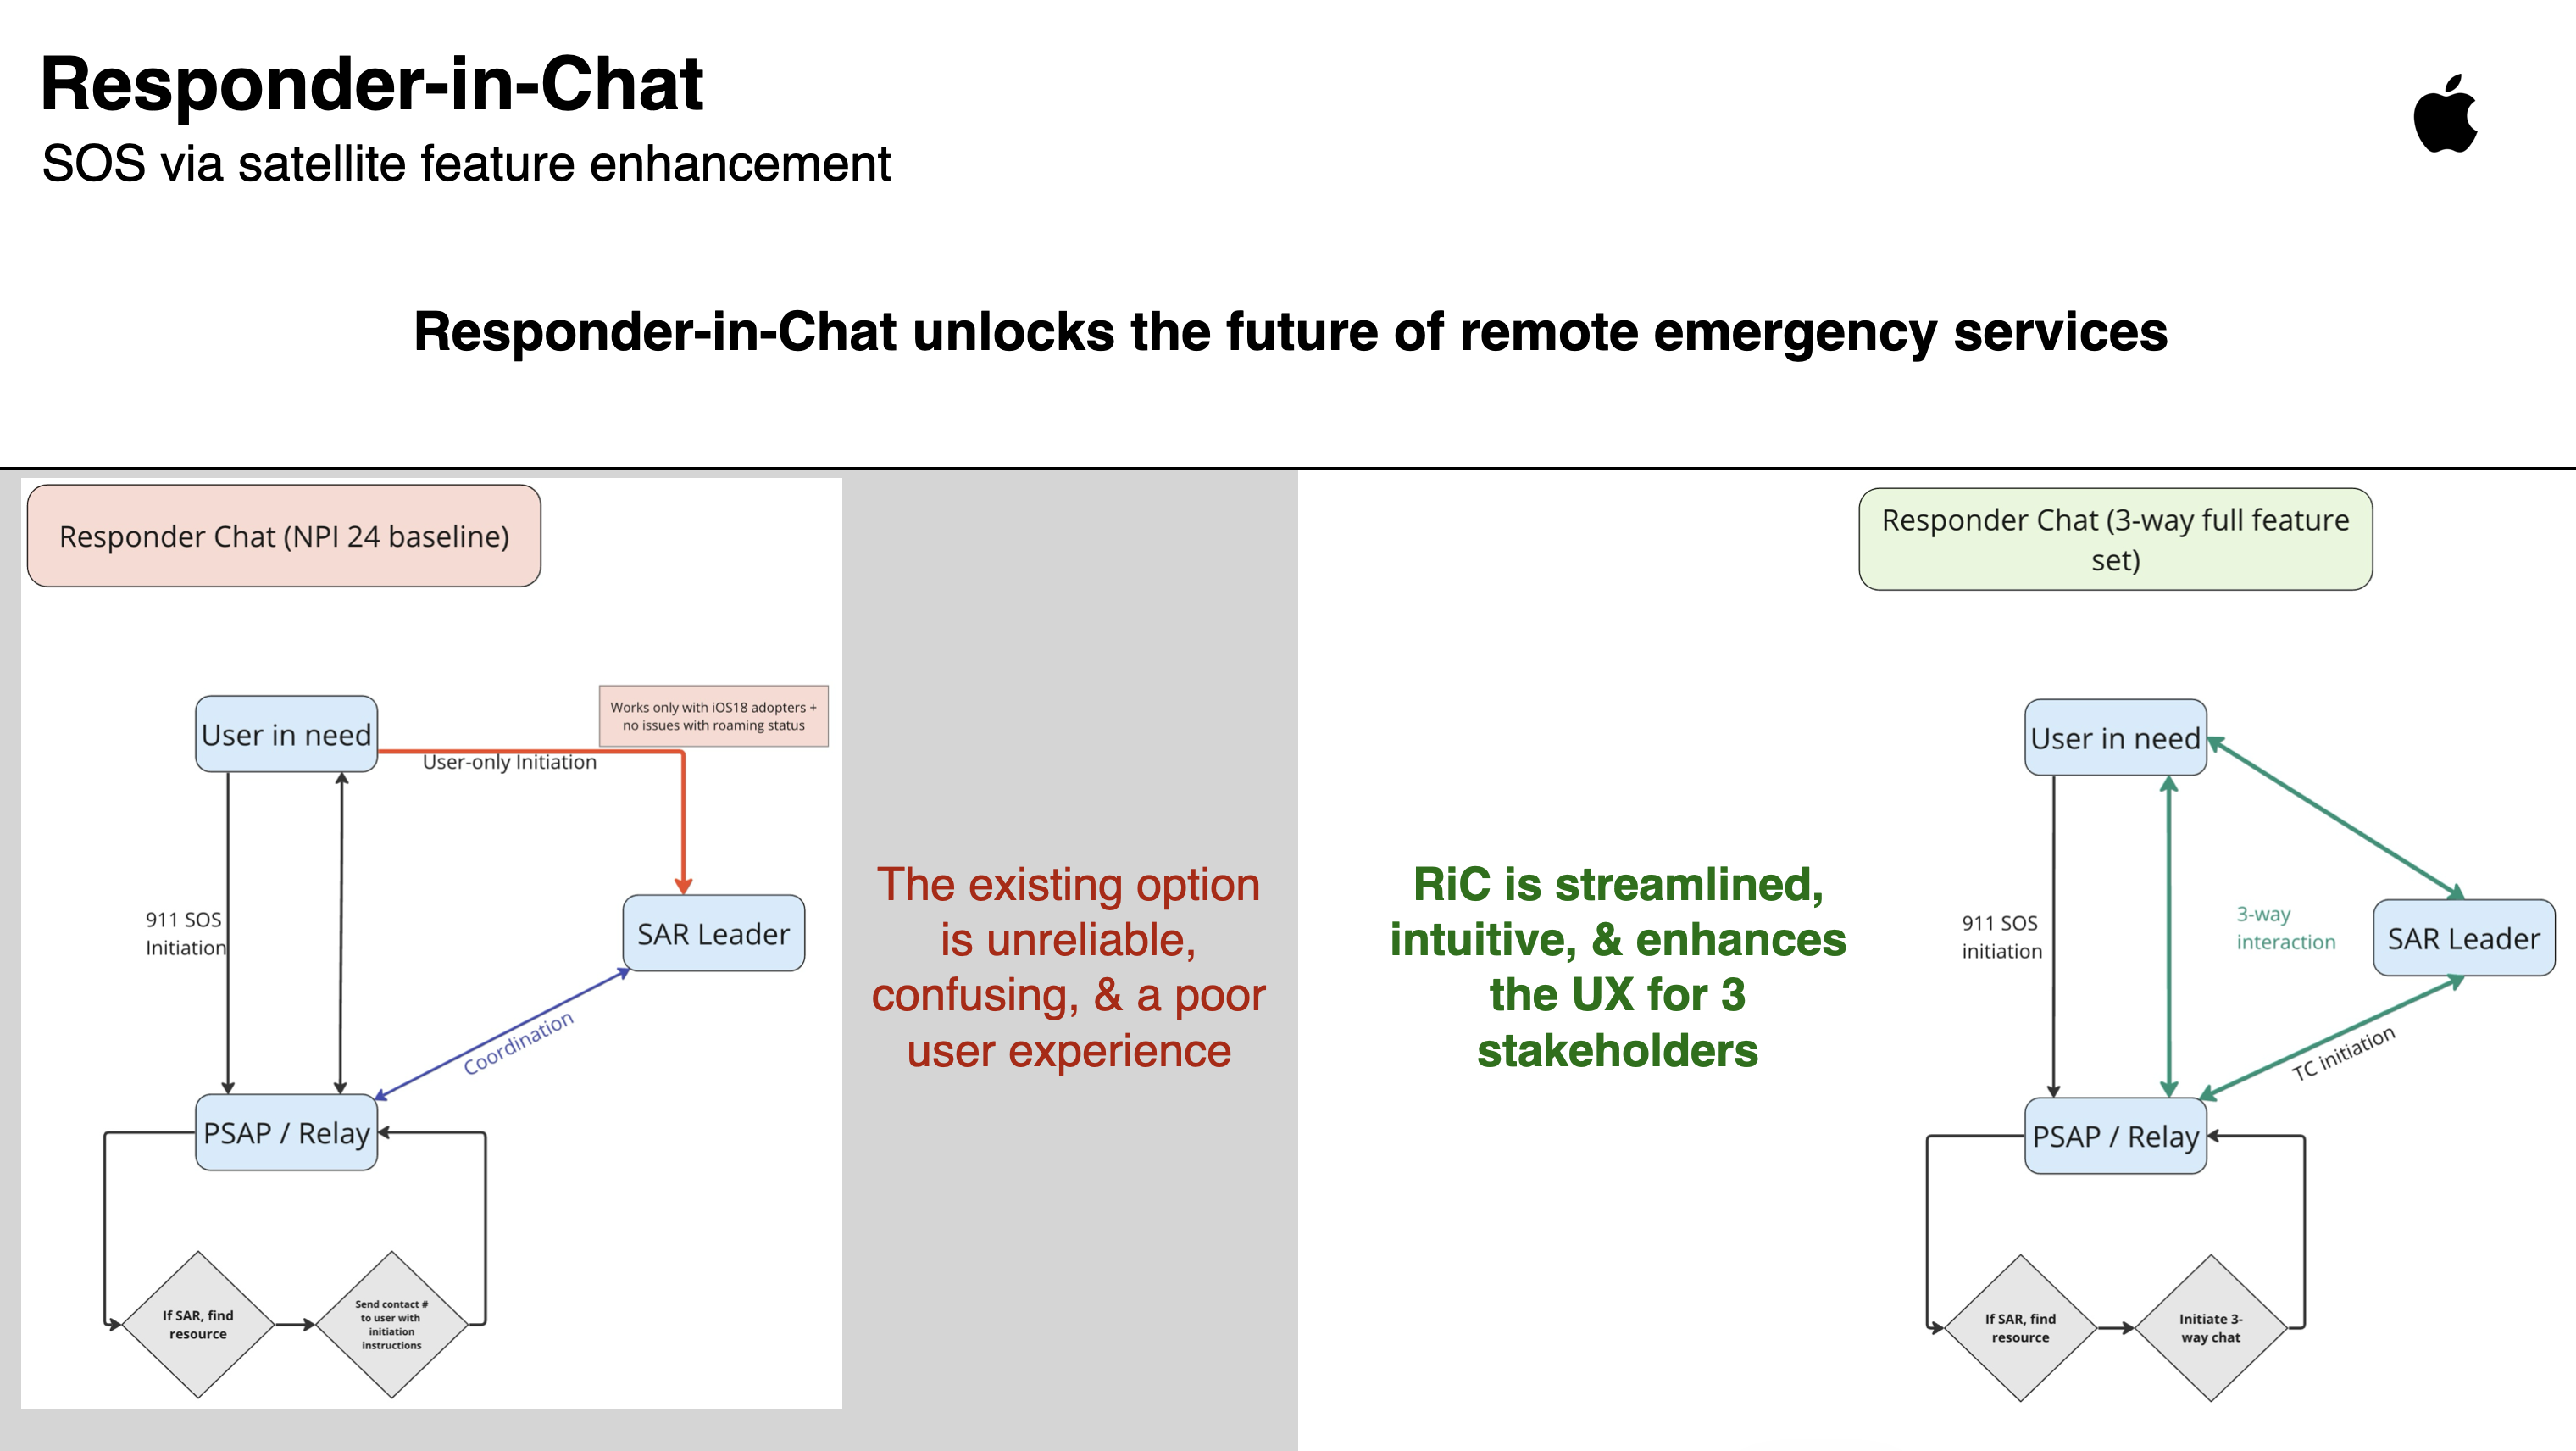 Responder-in-Chat
SOS via satellite feature enhancement
Responder-in-Chat unlocks the future of remote emergency services
Responder Chat (NPI 24 baseline)
User in need
Works only with iOS18 adopters +
no issues with roaming status
User-only Initiation
911 SOS
Initiation
SAR Leader
Coordination
PSAP / Relay
If SAR, find
resource
Send contact #
to user with
initiation
instructions
The existing option
is unreliable,
confusing, & a poor
user experience
RiC is streamlined,
intuitive, & enhances
the UX for 3
stakeholders
Responder Chat (3-way full feature
set)
User in need
911 SOS
initiation
3-way
interaction
SAR Leader
TC initiation
PSAP / Relay
If SAR, find
resource
Initiate 3-
way chat